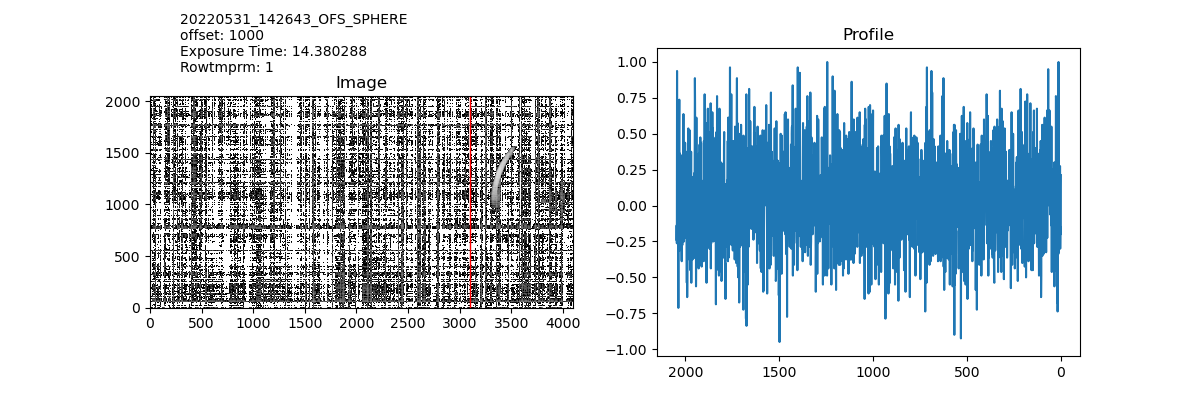 20220531_142643_OFS_SPHERE
offset: 1000
Exposure Time: 14.380288
Rowtmprm: 1
Image
2000
1500
1000
500
0
0 500 1000 1500 2000 2500 3000 3500 4000
Profile
1.00
0.75
0.50
0.25
0.00
−0.25
−0.50
−0.75
−1.00
2000 1500 1000 500 0